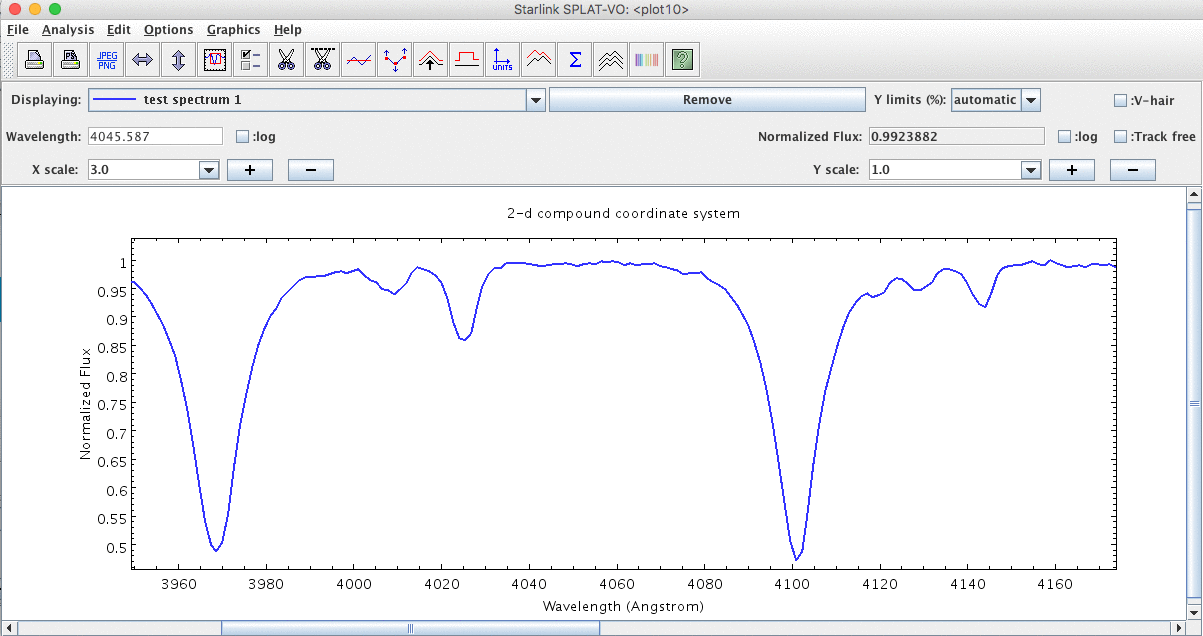 Starlink SPLAT-VO: <plot10>
File Analysis Edit Options Graphics Help
PS JPEG PNG UNITS Σ ?
Displaying: test spectrum 1 Remove Y limits (%): automatic :V-hair
Wavelength: 4045.587 :log Normalized Flux: 0.9923882 :log :Track free
X scale: 3.0 + − Y scale: 1.0 + −
2-d compound coordinate system
1
0.95
0.9
0.85
0.8
0.75
0.7
0.65
0.6
0.55
0.5
Normalized Flux
3960 3980 4000 4020 4040 4060 4080 4100 4120 4140 4160
Wavelength (Angstrom)